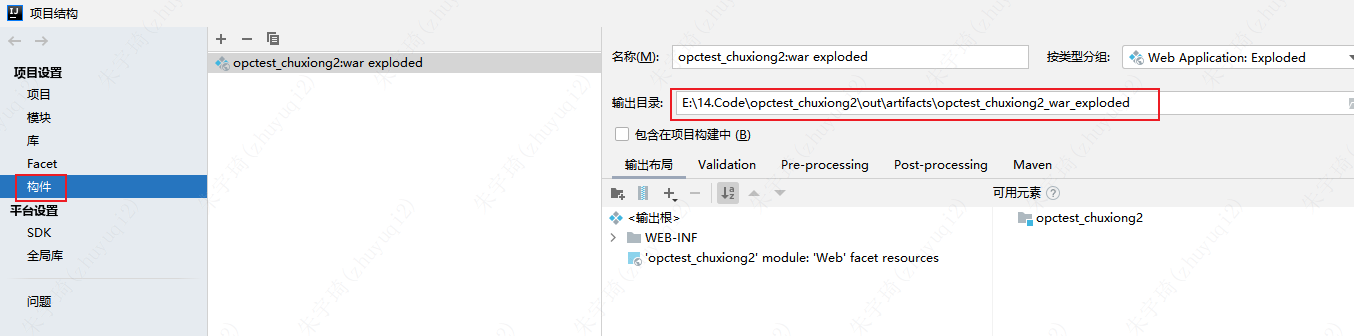 项目结构
项目设置
项目
模块
库
Facet
构件
平台设置
SDK
全局库
问题
opctest_chuxiong2:war exploded
名称(M): opctest_chuxiong2:war exploded 按类型分组: Web Application: Exploded
输出目录: E:\14.Code\opctest_chuxiong2\out\artifacts\opctest_chuxiong2_war_exploded
包含在项目构建中 (B)
输出布局 Validation Pre-processing Post-processing Maven
可用元素
<输出根>
WEB-INF
'opctest_chuxiong2' module: 'Web' facet resources
opctest_chuxiong2
朱宇琦(zhuyuqi2)